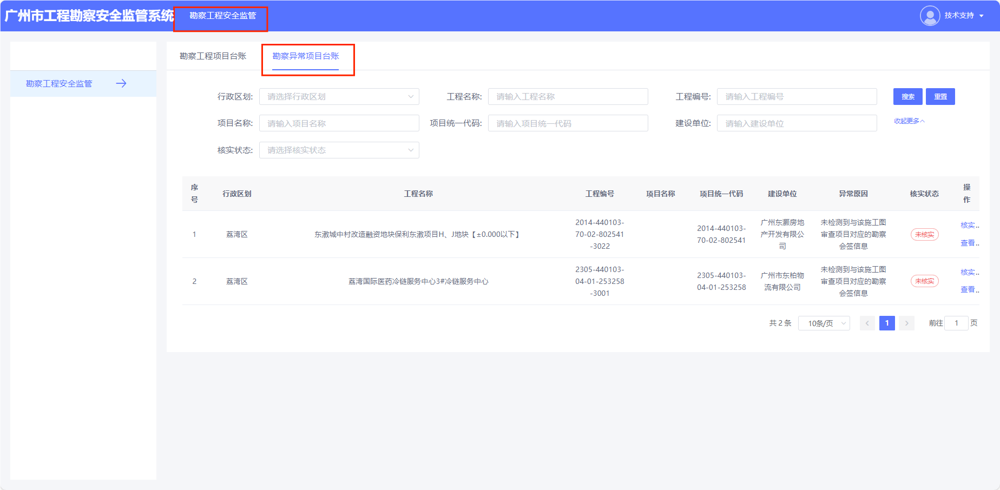 广州市工程勘察安全监管系统 勘察工程安全监管 技术支持
勘察工程安全监管
勘察工程项目台账 勘察异常项目台账
行政区划: 请选择行政区划 工程名称: 请输入工程名称 工程编号: 请输入工程编号 搜索 重置
项目名称: 请输入项目名称 项目统一代码: 请输入项目统一代码 建设单位: 请输入建设单位 收起更多
核实状态: 请选择核实状态
序号 行政区划 工程名称 工程编号 项目名称 项目统一代码 建设单位 异常原因 核实状态 操作
1 荔湾区 东漖城中村改造融资地块保利东漖项目H、J地块【±0.000以下】 2014-440103-70-02-802541-3022 2014-440103-70-02-802541 广州东灏房地产开发有限公司 未检测到与该施工图审查项目对应的勘察会签信息 未核实 核实.. 查看..
2 荔湾区 荔湾国际医药冷链服务中心3#冷链服务中心 2305-440103-04-01-253258-3001 2305-440103-04-01-253258 广州市东柏物流有限公司 未检测到与该施工图审查项目对应的勘察会签信息 未核实 核实.. 查看..
共 2 条 10条/页 1 前往 1 页